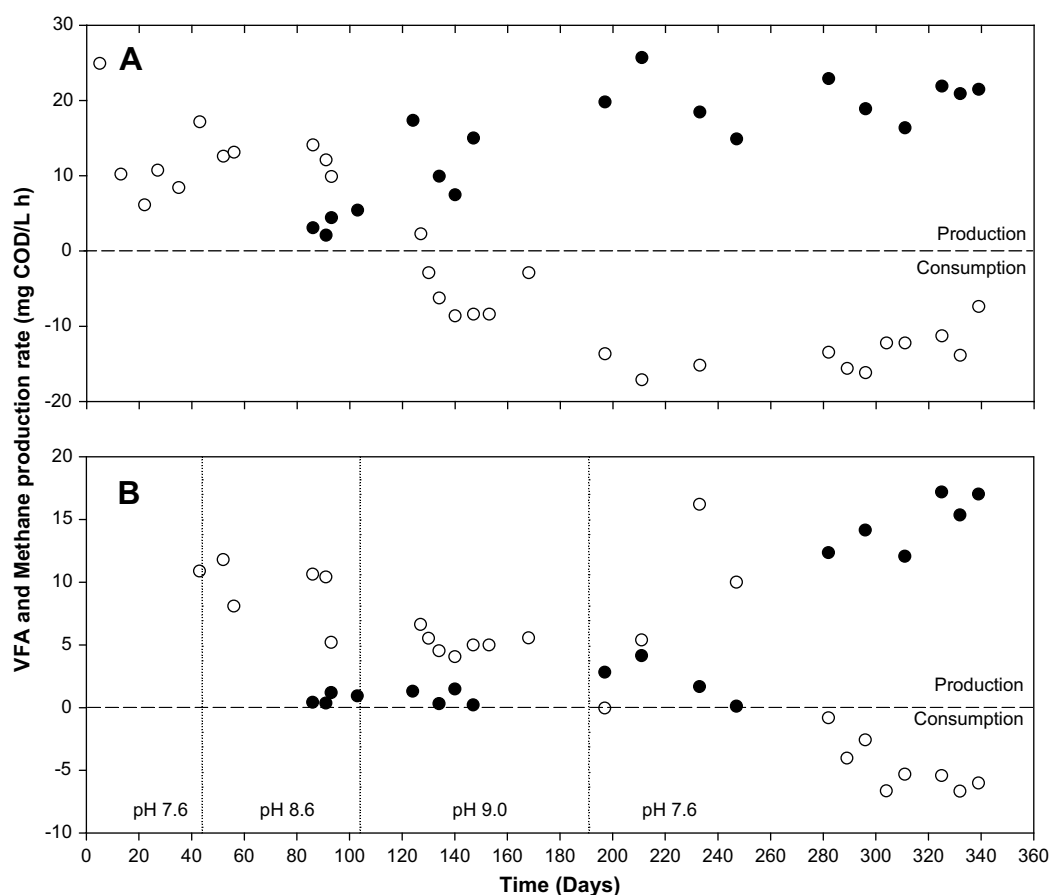 VFA and Methane production rate (mg COD/L h)
A
30
20
10
0
-10
-20
Production
Consumption
B
20
15
10
5
0
-5
-10
Production
Consumption
pH 7.6 pH 8.6 pH 9.0 pH 7.6
0 20 40 60 80 100 120 140 160 180 200 220 240 260 280 300 320 340 360
Time (Days)